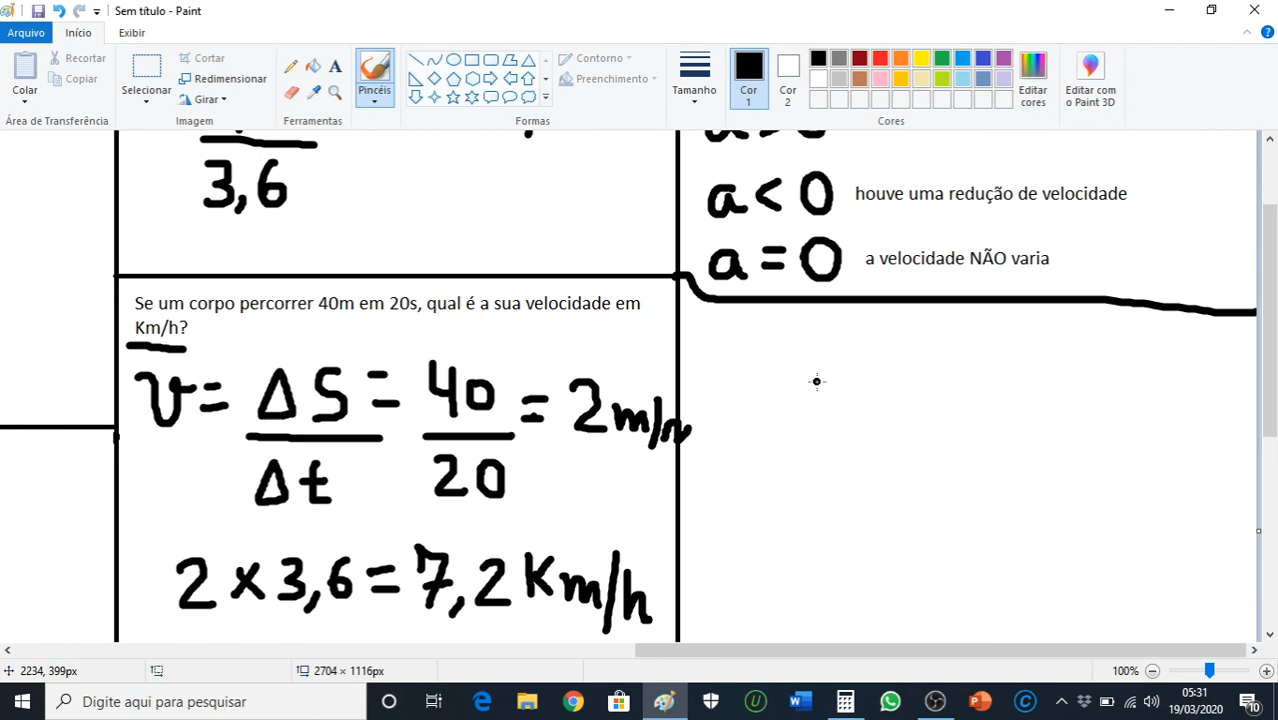 Sem título - Paint
Arquivo Início Exibir
Colar
Recortar
Copiar
Área de Transferência
Selecionar
Cortar
Redimensionar
Girar
Imagem
A
Ferramentas
Pincéis
Contorno
Preenchimento
Formas
Tamanho
Cor 1
Cor 2
Editar cores
Editar com o Paint 3D
Cores
3,6
a < 0 houve uma redução de velocidade
a = 0 a velocidade NÃO varia
Se um corpo percorrer 40m em 20s, qual é a sua velocidade em
Km/h?
v = ΔS = 40 = 2 m/s
Δt 20
2 × 3,6 = 7,2 Km/h
2234, 399px 2704 × 1116px 100%
Digite aqui para pesquisar
05:31
19/03/2020
10